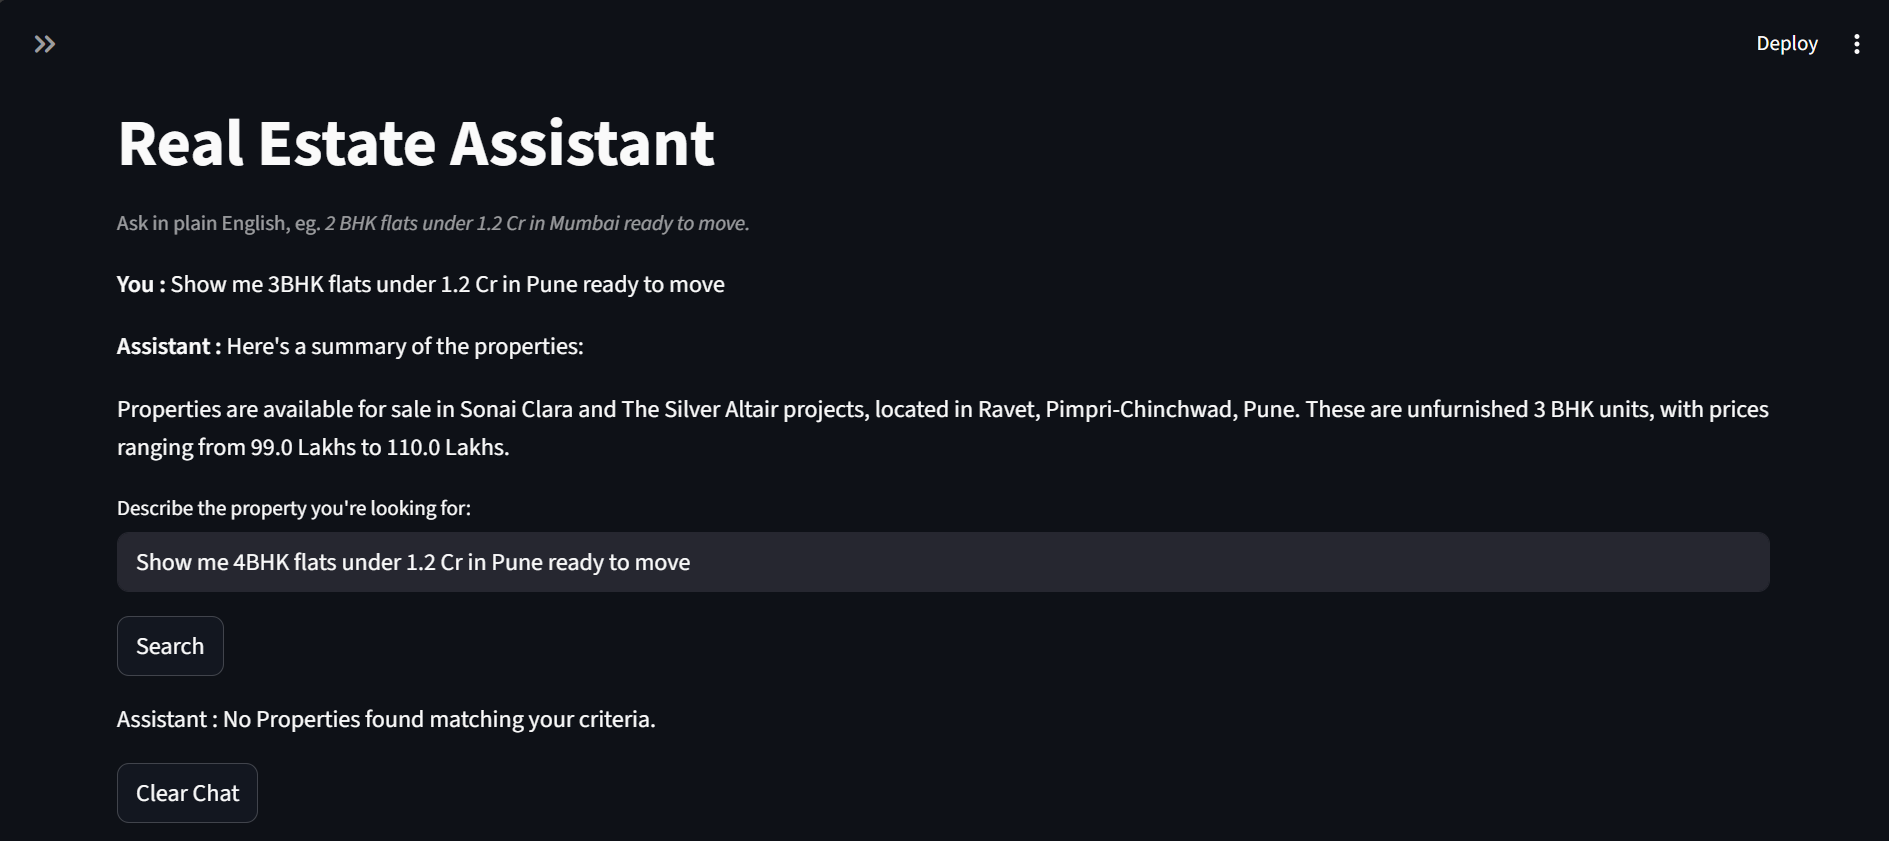 Deploy
Real Estate Assistant
Ask in plain English, eg. 2 BHK flats under 1.2 Cr in Mumbai ready to move.
You : Show me 3BHK flats under 1.2 Cr in Pune ready to move
Assistant : Here's a summary of the properties:
Properties are available for sale in Sonai Clara and The Silver Altair projects, located in Ravet, Pimpri-Chinchwad, Pune. These are unfurnished 3 BHK units, with prices
ranging from 99.0 Lakhs to 110.0 Lakhs.
Describe the property you're looking for:
Show me 4BHK flats under 1.2 Cr in Pune ready to move
Search
Assistant : No Properties found matching your criteria.
Clear Chat